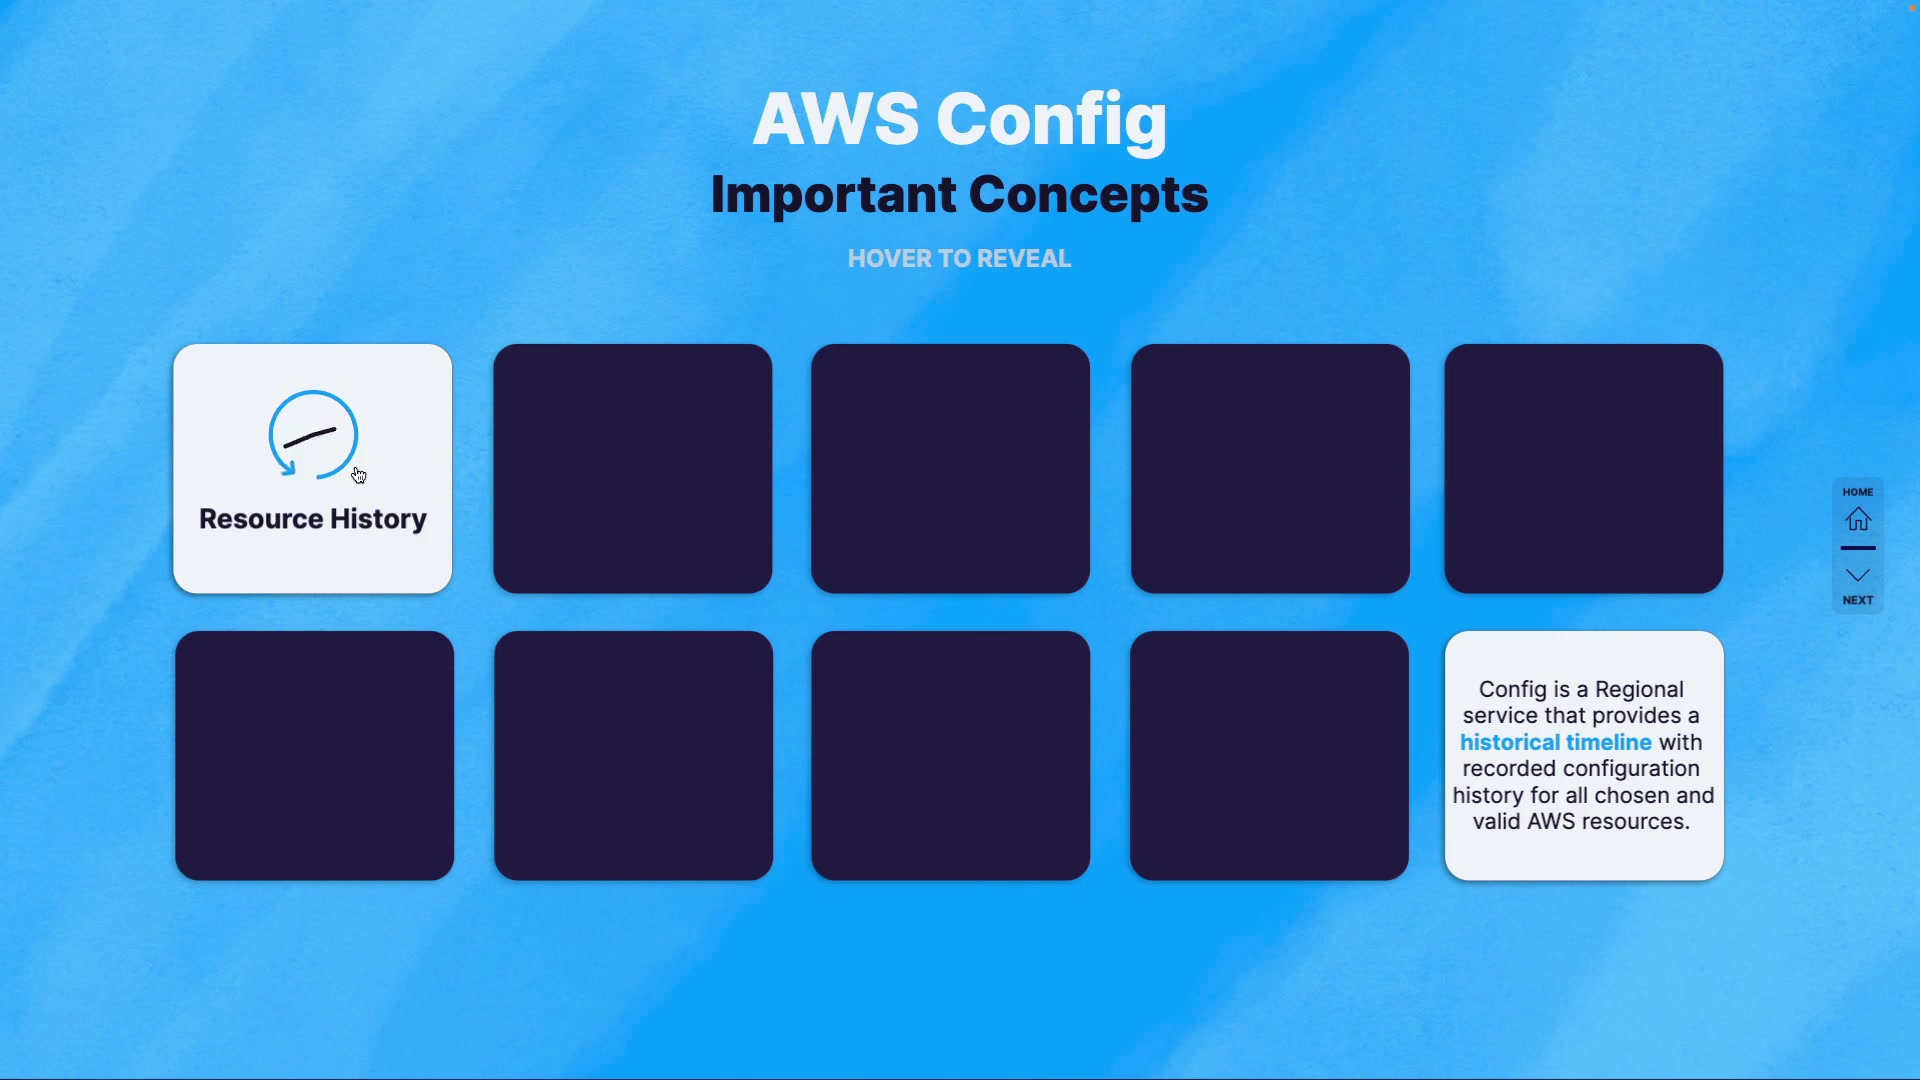 AWS Config
Important Concepts
HOVER TO REVEAL
Resource History
HOME
NEXT
Config is a Regional
service that provides a
historical timeline with
recorded configuration
history for all chosen and
valid AWS resources.